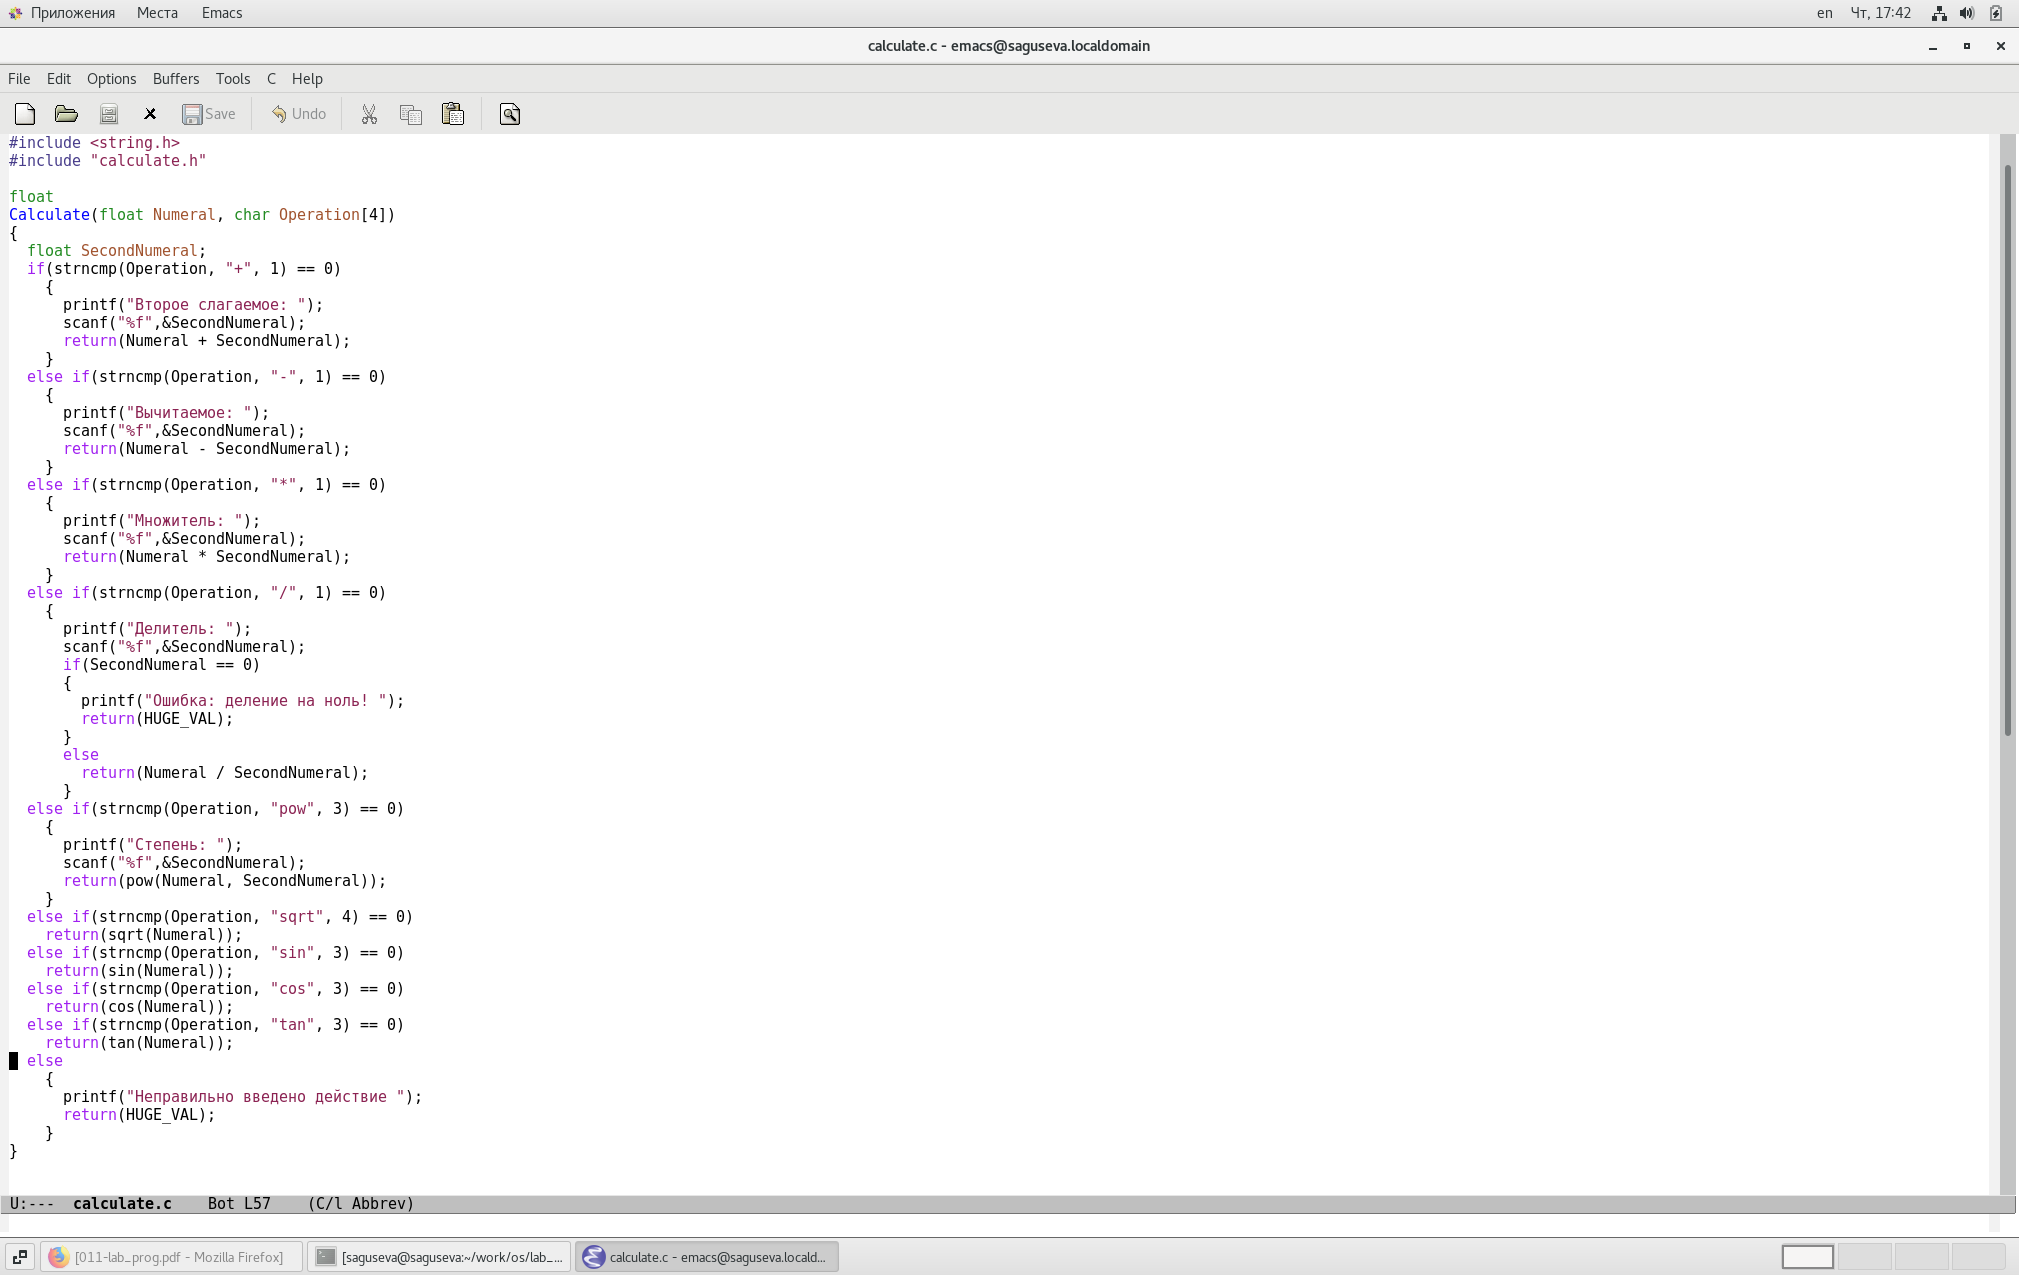 Приложения Места Emacs en Чт, 17:42
calculate.c - emacs@saguseva.localdomain
File Edit Options Buffers Tools C Help
Save Undo
#include <string.h>
#include "calculate.h"

float
Calculate(float Numeral, char Operation[4])
{
  float SecondNumeral;
  if(strncmp(Operation, "+", 1) == 0)
    {
      printf("Второе слагаемое: ");
      scanf("%f",&SecondNumeral);
      return(Numeral + SecondNumeral);
    }
  else if(strncmp(Operation, "-", 1) == 0)
    {
      printf("Вычитаемое: ");
      scanf("%f",&SecondNumeral);
      return(Numeral - SecondNumeral);
    }
  else if(strncmp(Operation, "*", 1) == 0)
    {
      printf("Множитель: ");
      scanf("%f",&SecondNumeral);
      return(Numeral * SecondNumeral);
    }
  else if(strncmp(Operation, "/", 1) == 0)
    {
      printf("Делитель: ");
      scanf("%f",&SecondNumeral);
      if(SecondNumeral == 0)
      {
        printf("Ошибка: деление на ноль! ");
        return(HUGE_VAL);
      }
      else
        return(Numeral / SecondNumeral);
      }
  else if(strncmp(Operation, "pow", 3) == 0)
    {
      printf("Степень: ");
      scanf("%f",&SecondNumeral);
      return(pow(Numeral, SecondNumeral));
    }
  else if(strncmp(Operation, "sqrt", 4) == 0)
    return(sqrt(Numeral));
  else if(strncmp(Operation, "sin", 3) == 0)
    return(sin(Numeral));
  else if(strncmp(Operation, "cos", 3) == 0)
    return(cos(Numeral));
  else if(strncmp(Operation, "tan", 3) == 0)
    return(tan(Numeral));
  else
    {
      printf("Неправильно введено действие ");
      return(HUGE_VAL);
    }
}
U:--- calculate.c Bot L57 (C/l Abbrev)
[011-lab_prog.pdf - Mozilla Firefox] [saguseva@saguseva:~/work/os/lab_... calculate.c - emacs@saguseva.locald...